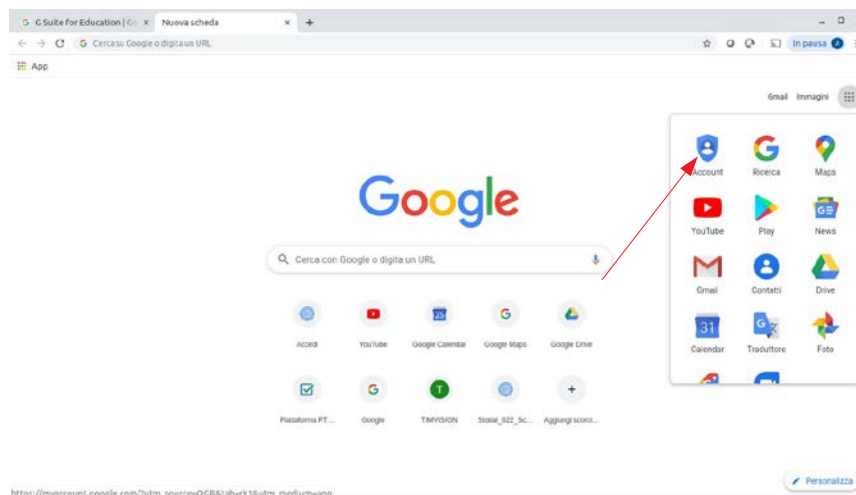 G Suite for Education | Go
Nuova scheda
Cerca su Google o digita un URL
In pausa
App
Gmail Immagini
Account Ricerca Maps
Google
YouTube Play News
Cerca con Google o digita un URL
Gmail Contatti Drive
31
Calendar Traduttore Foto
Accedi YouTube Google Calendar Google Maps Google Drive
T
Piattaforma PT... Google TIMVISION Aggiungi scorci...
Personalizza